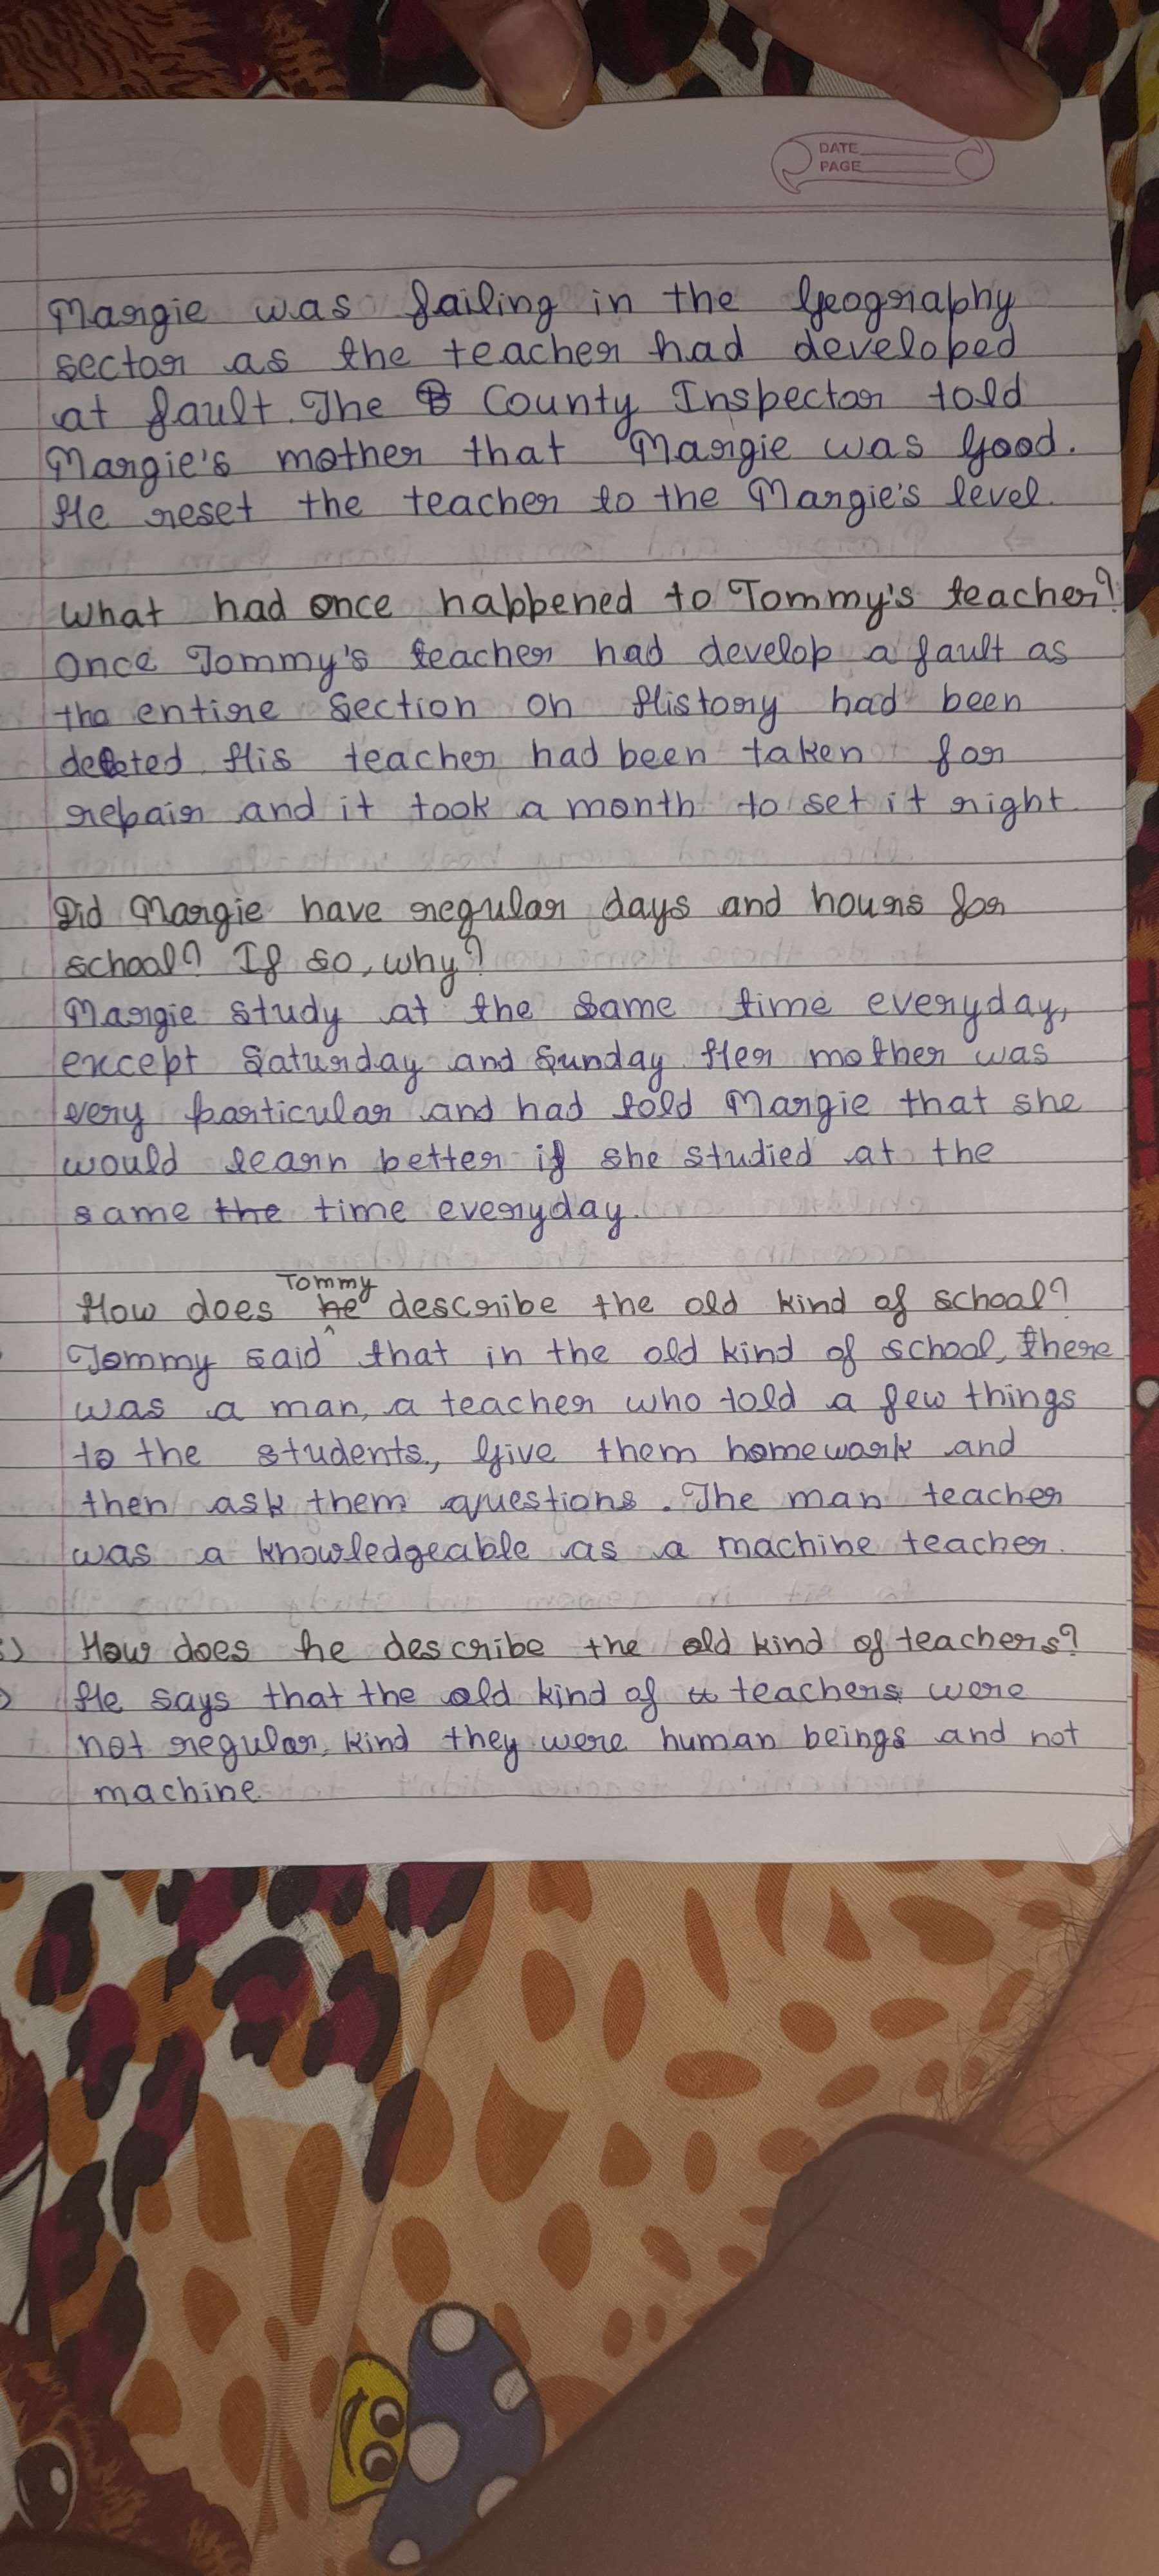 DATE
PAGE
Margie was failing in the Geography
sector as the teacher had developed
at fault. The County Inspector told
Margie's mother that Margie was Good.
He reset the teacher to the Margie's level.
What had once happened to Tommy's teacher?
Once Tommy's teacher had develop a fault as
the entire Section on History had been
deleted. His teacher had been taken for
repair and it took a month to set it right.
Did Margie have regular days and hours for
school? If so, why?
Margie study at the same time everyday,
except Saturday and Sunday. Her mother was
very particular and had told Margie that she
would learn better if she studied at the
same the time everyday.
Tommy
How does he describe the old kind of school?
Tommy said that in the old kind of school, there
was a man, a teacher who told a few things
to the students, Give them homework and
then ask them questions. The man teacher
was a knowledgeable as a machine teacher.
How does he describe the old kind of teachers?
He says that the old kind of teachers were
not regular, kind they were human beings and not
machine